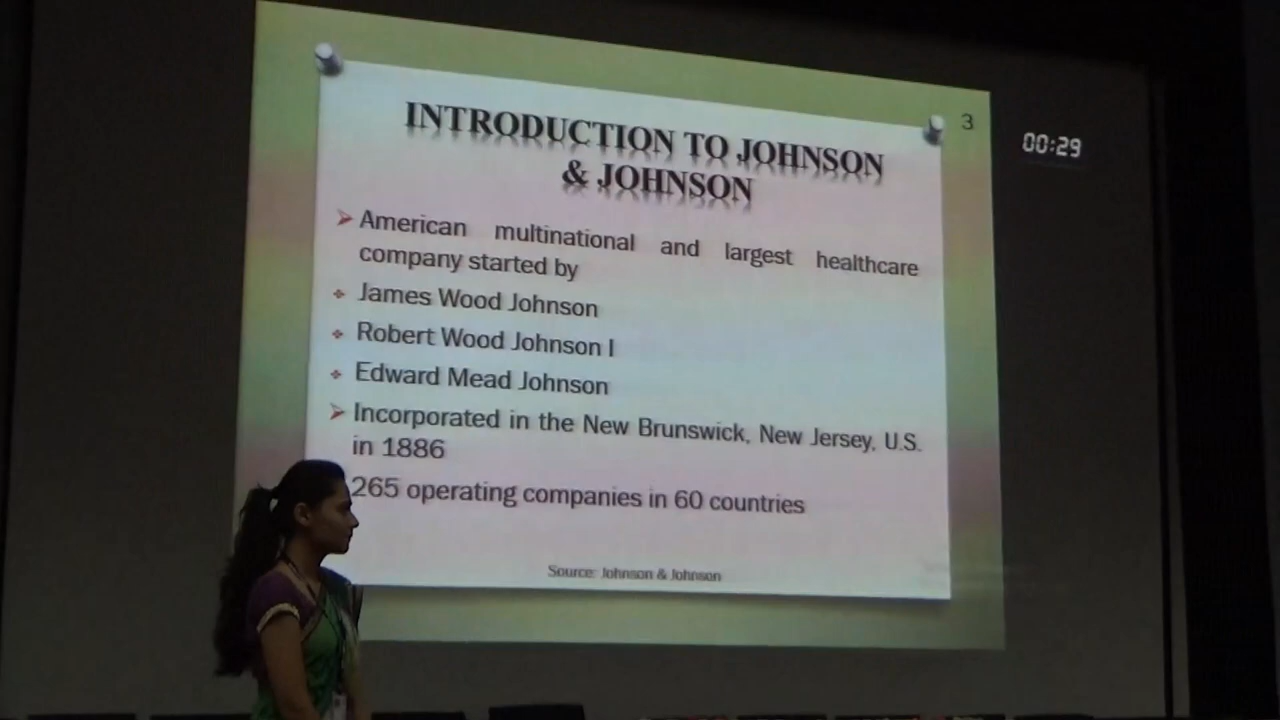 3
00:29
INTRODUCTION TO JOHNSON
& JOHNSON
American multinational and largest healthcare
company started by
James Wood Johnson
Robert Wood Johnson I
Edward Mead Johnson
Incorporated in the New Brunswick, New Jersey, U.S.
in 1886
265 operating companies in 60 countries
Source: Johnson & Johnson